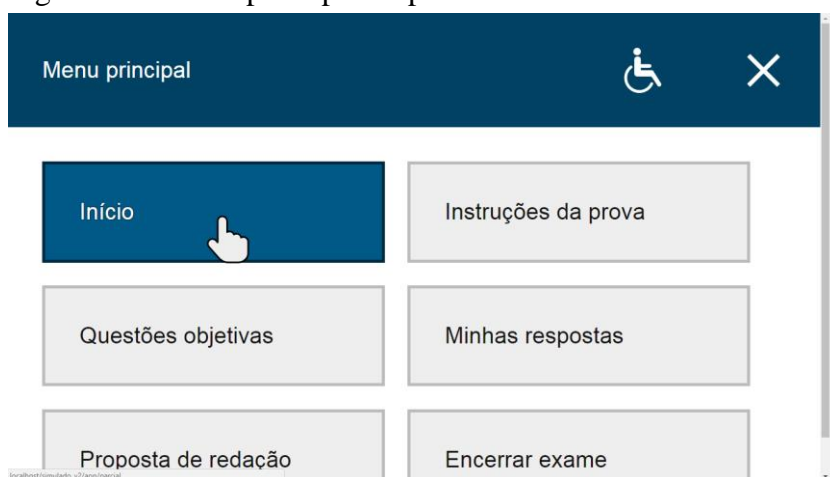 Menu principal
Início
Instruções da prova
Questões objetivas
Minhas respostas
Proposta de redação
Encerrar exame